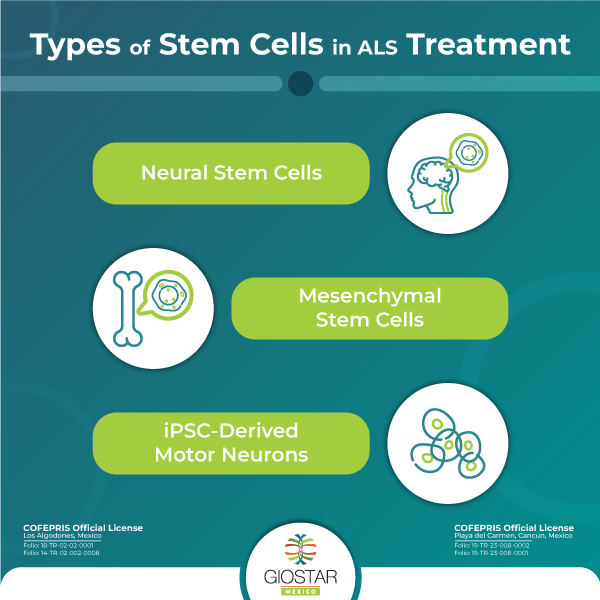 Types of Stem Cells in ALS Treatment
Neural Stem Cells
Mesenchymal
Stem Cells
iPSC-Derived
Motor Neurons
COFEPRIS Official License
Los Algodones, Mexico
Folio: 18-TR-02-02-0001
Folio: 14-TR-02-002-0008
COFEPRIS Official License
Playa del Carmen, Cancun, Mexico
Folio: 15-TR-23-008-0002
Folio: 19-TR-23-008-0001
GIOSTAR
MEXICO